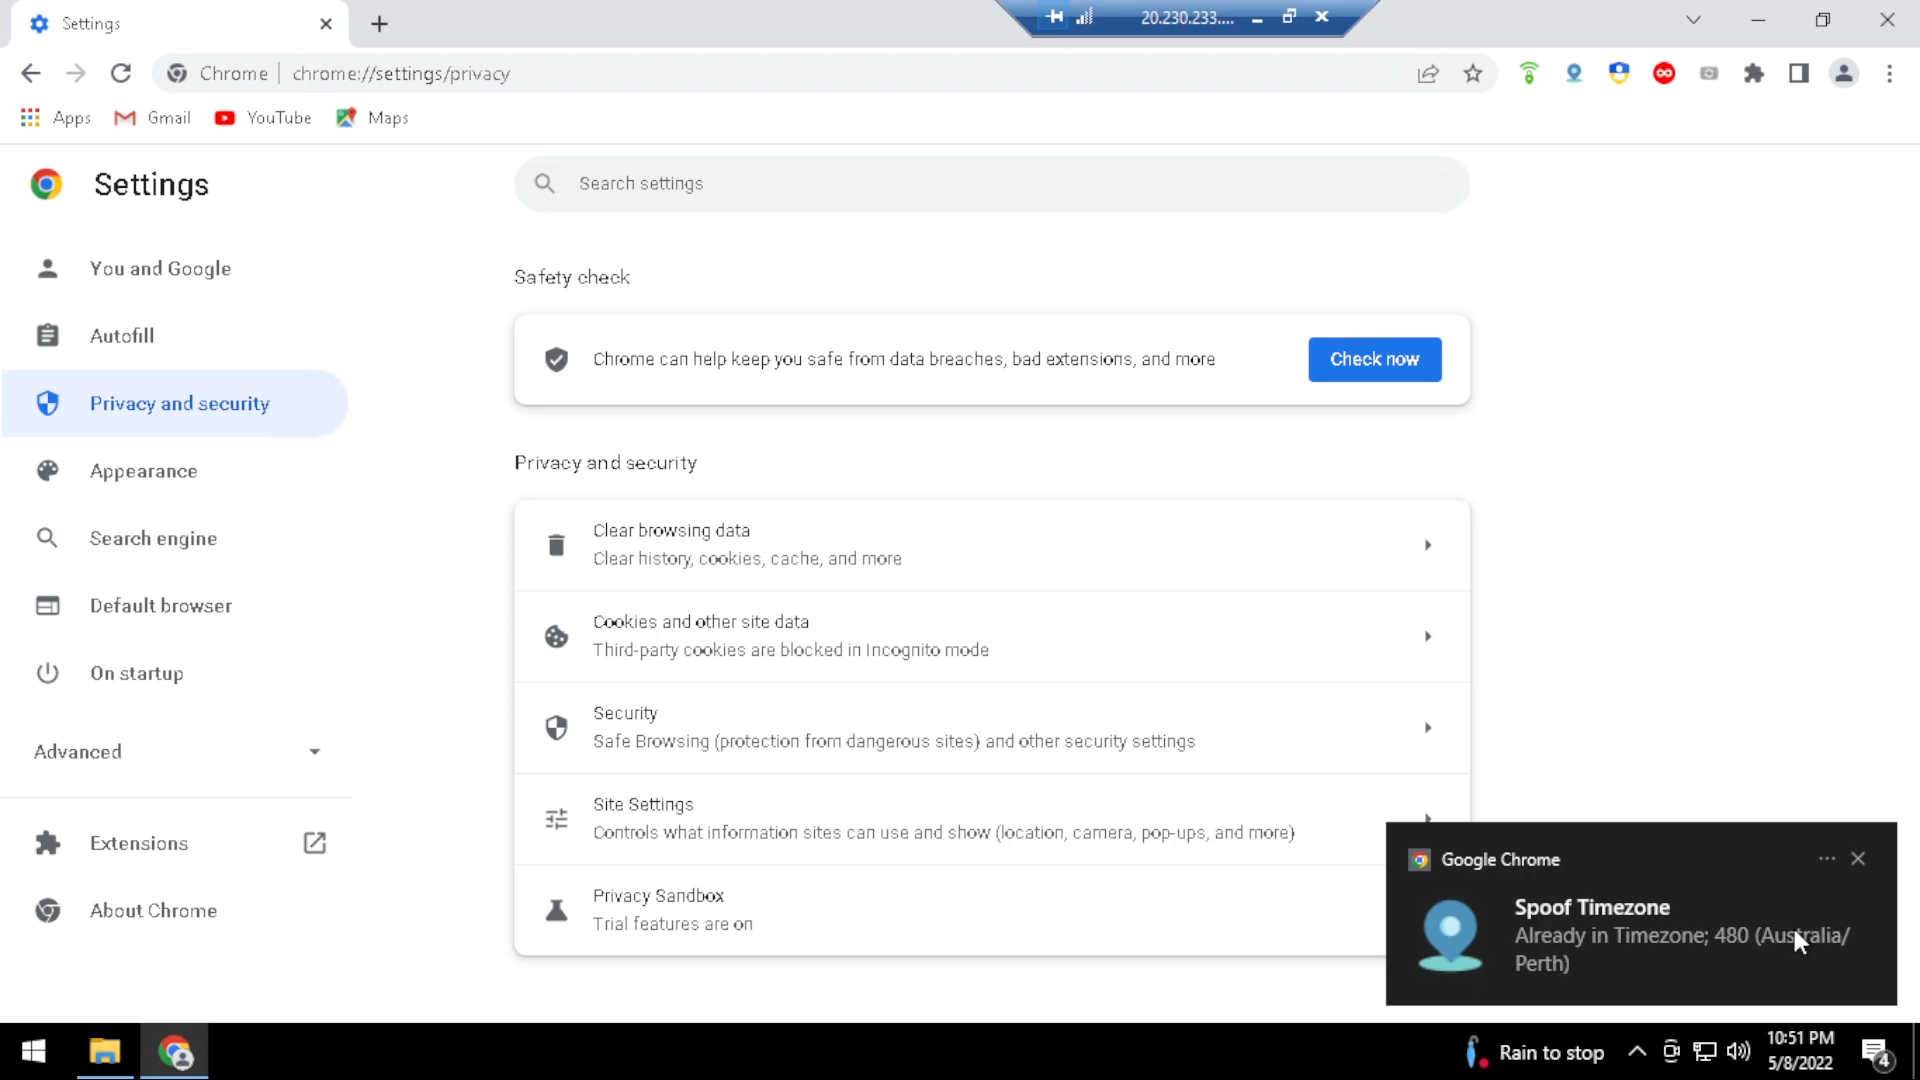 Settings
20.230.233....
Chrome
chrome://settings/privacy
Apps
Gmail
YouTube
Maps
Settings
Search settings
You and Google
Autofill
Privacy and security
Appearance
Search engine
Default browser
On startup
Advanced
Extensions
About Chrome
Safety check
Chrome can help keep you safe from data breaches, bad extensions, and more
Check now
Privacy and security
Clear browsing data
Clear history, cookies, cache, and more
Cookies and other site data
Third-party cookies are blocked in Incognito mode
Security
Safe Browsing (protection from dangerous sites) and other security settings
Site Settings
Controls what information sites can use and show (location, camera, pop-ups, and more)
Privacy Sandbox
Trial features are on
Google Chrome
Spoof Timezone
Already in Timezone; 480 (Australia/
Perth)
Rain to stop
10:51 PM
5/8/2022
4